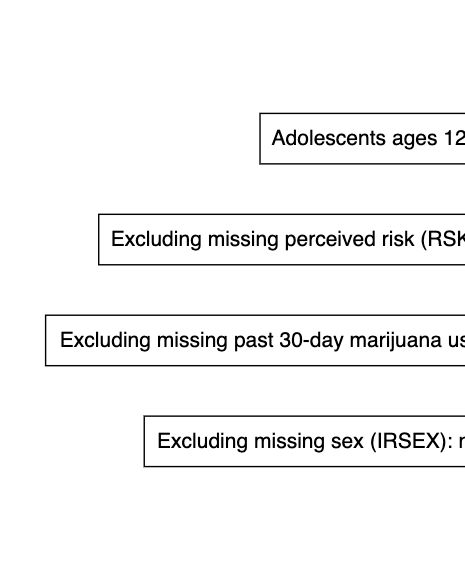 Adolescents ages 12
Excluding missing perceived risk (RSK
Excluding missing past 30-day marijuana us
Excluding missing sex (IRSEX):